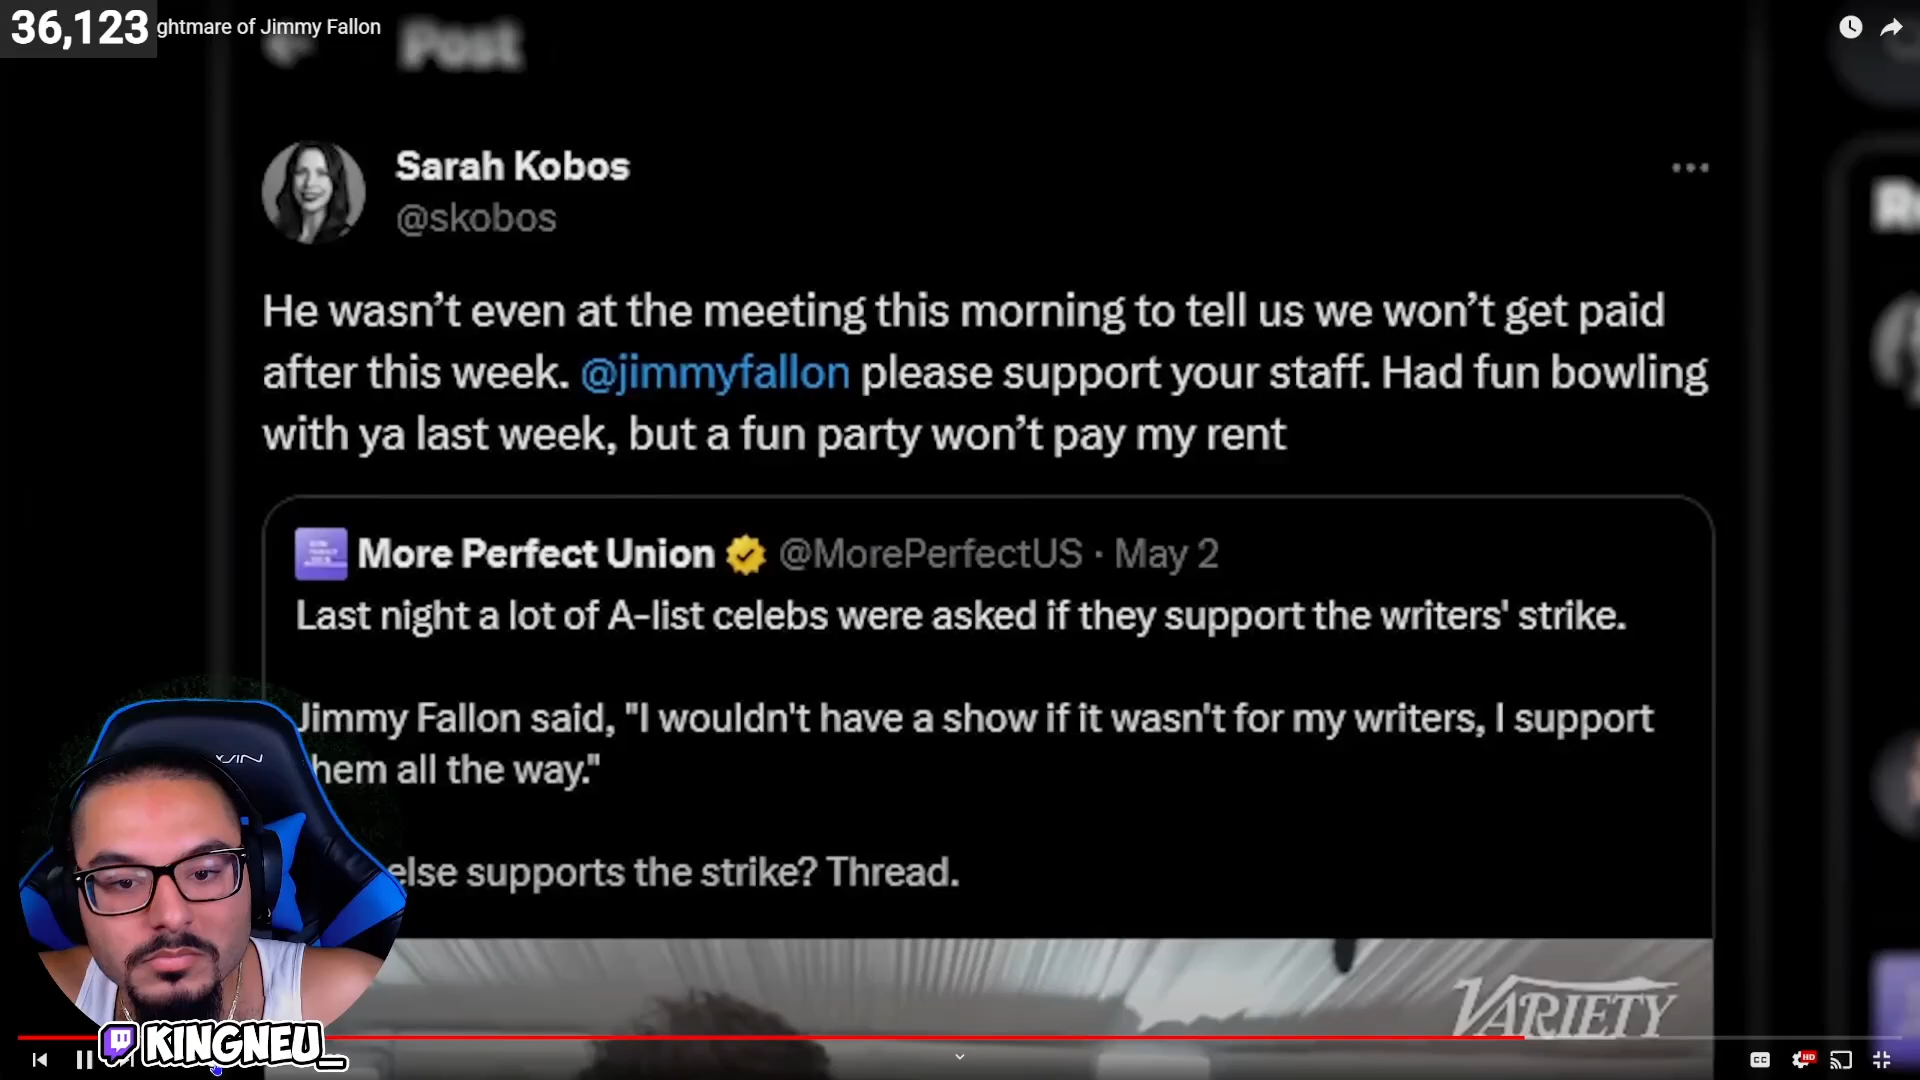 36,123
ghtmare of Jimmy Fallon
Post
Sarah Kobos
@skobos
He wasn’t even at the meeting this morning to tell us we won’t get paid
after this week. @jimmyfallon please support your staff. Had fun bowling
with ya last week, but a fun party won’t pay my rent
More Perfect Union @MorePerfectUS · May 2
Last night a lot of A-list celebs were asked if they support the writers' strike.
Jimmy Fallon said, "I wouldn't have a show if it wasn't for my writers, I support
them all the way."
else supports the strike? Thread.
VARIETY
KINGNEU_
CC
HD